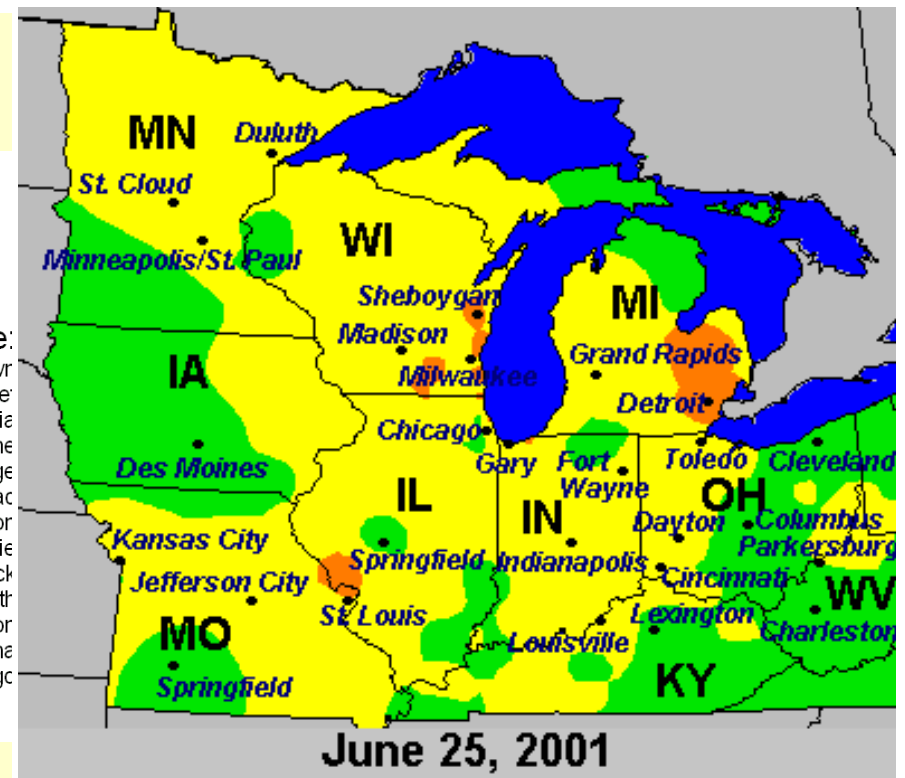 MN
Duluth
St. Cloud
WI
Minneapolis/St. Paul
Sheboygan
MI
Madison
Grand Rapids
IA
Milwaukee
Detroit
Chicago
Des Moines
Gary
Fort
Wayne
Toledo
Cleveland
IL
IN
OH
Columbus
Dayton
Kansas City
Springfield
Indianapolis
Parkersburg
Jefferson City
Cincinnati
WV
St. Louis
Lexington
MO
Louisville
Charleston
Springfield
KY
June 25, 2001